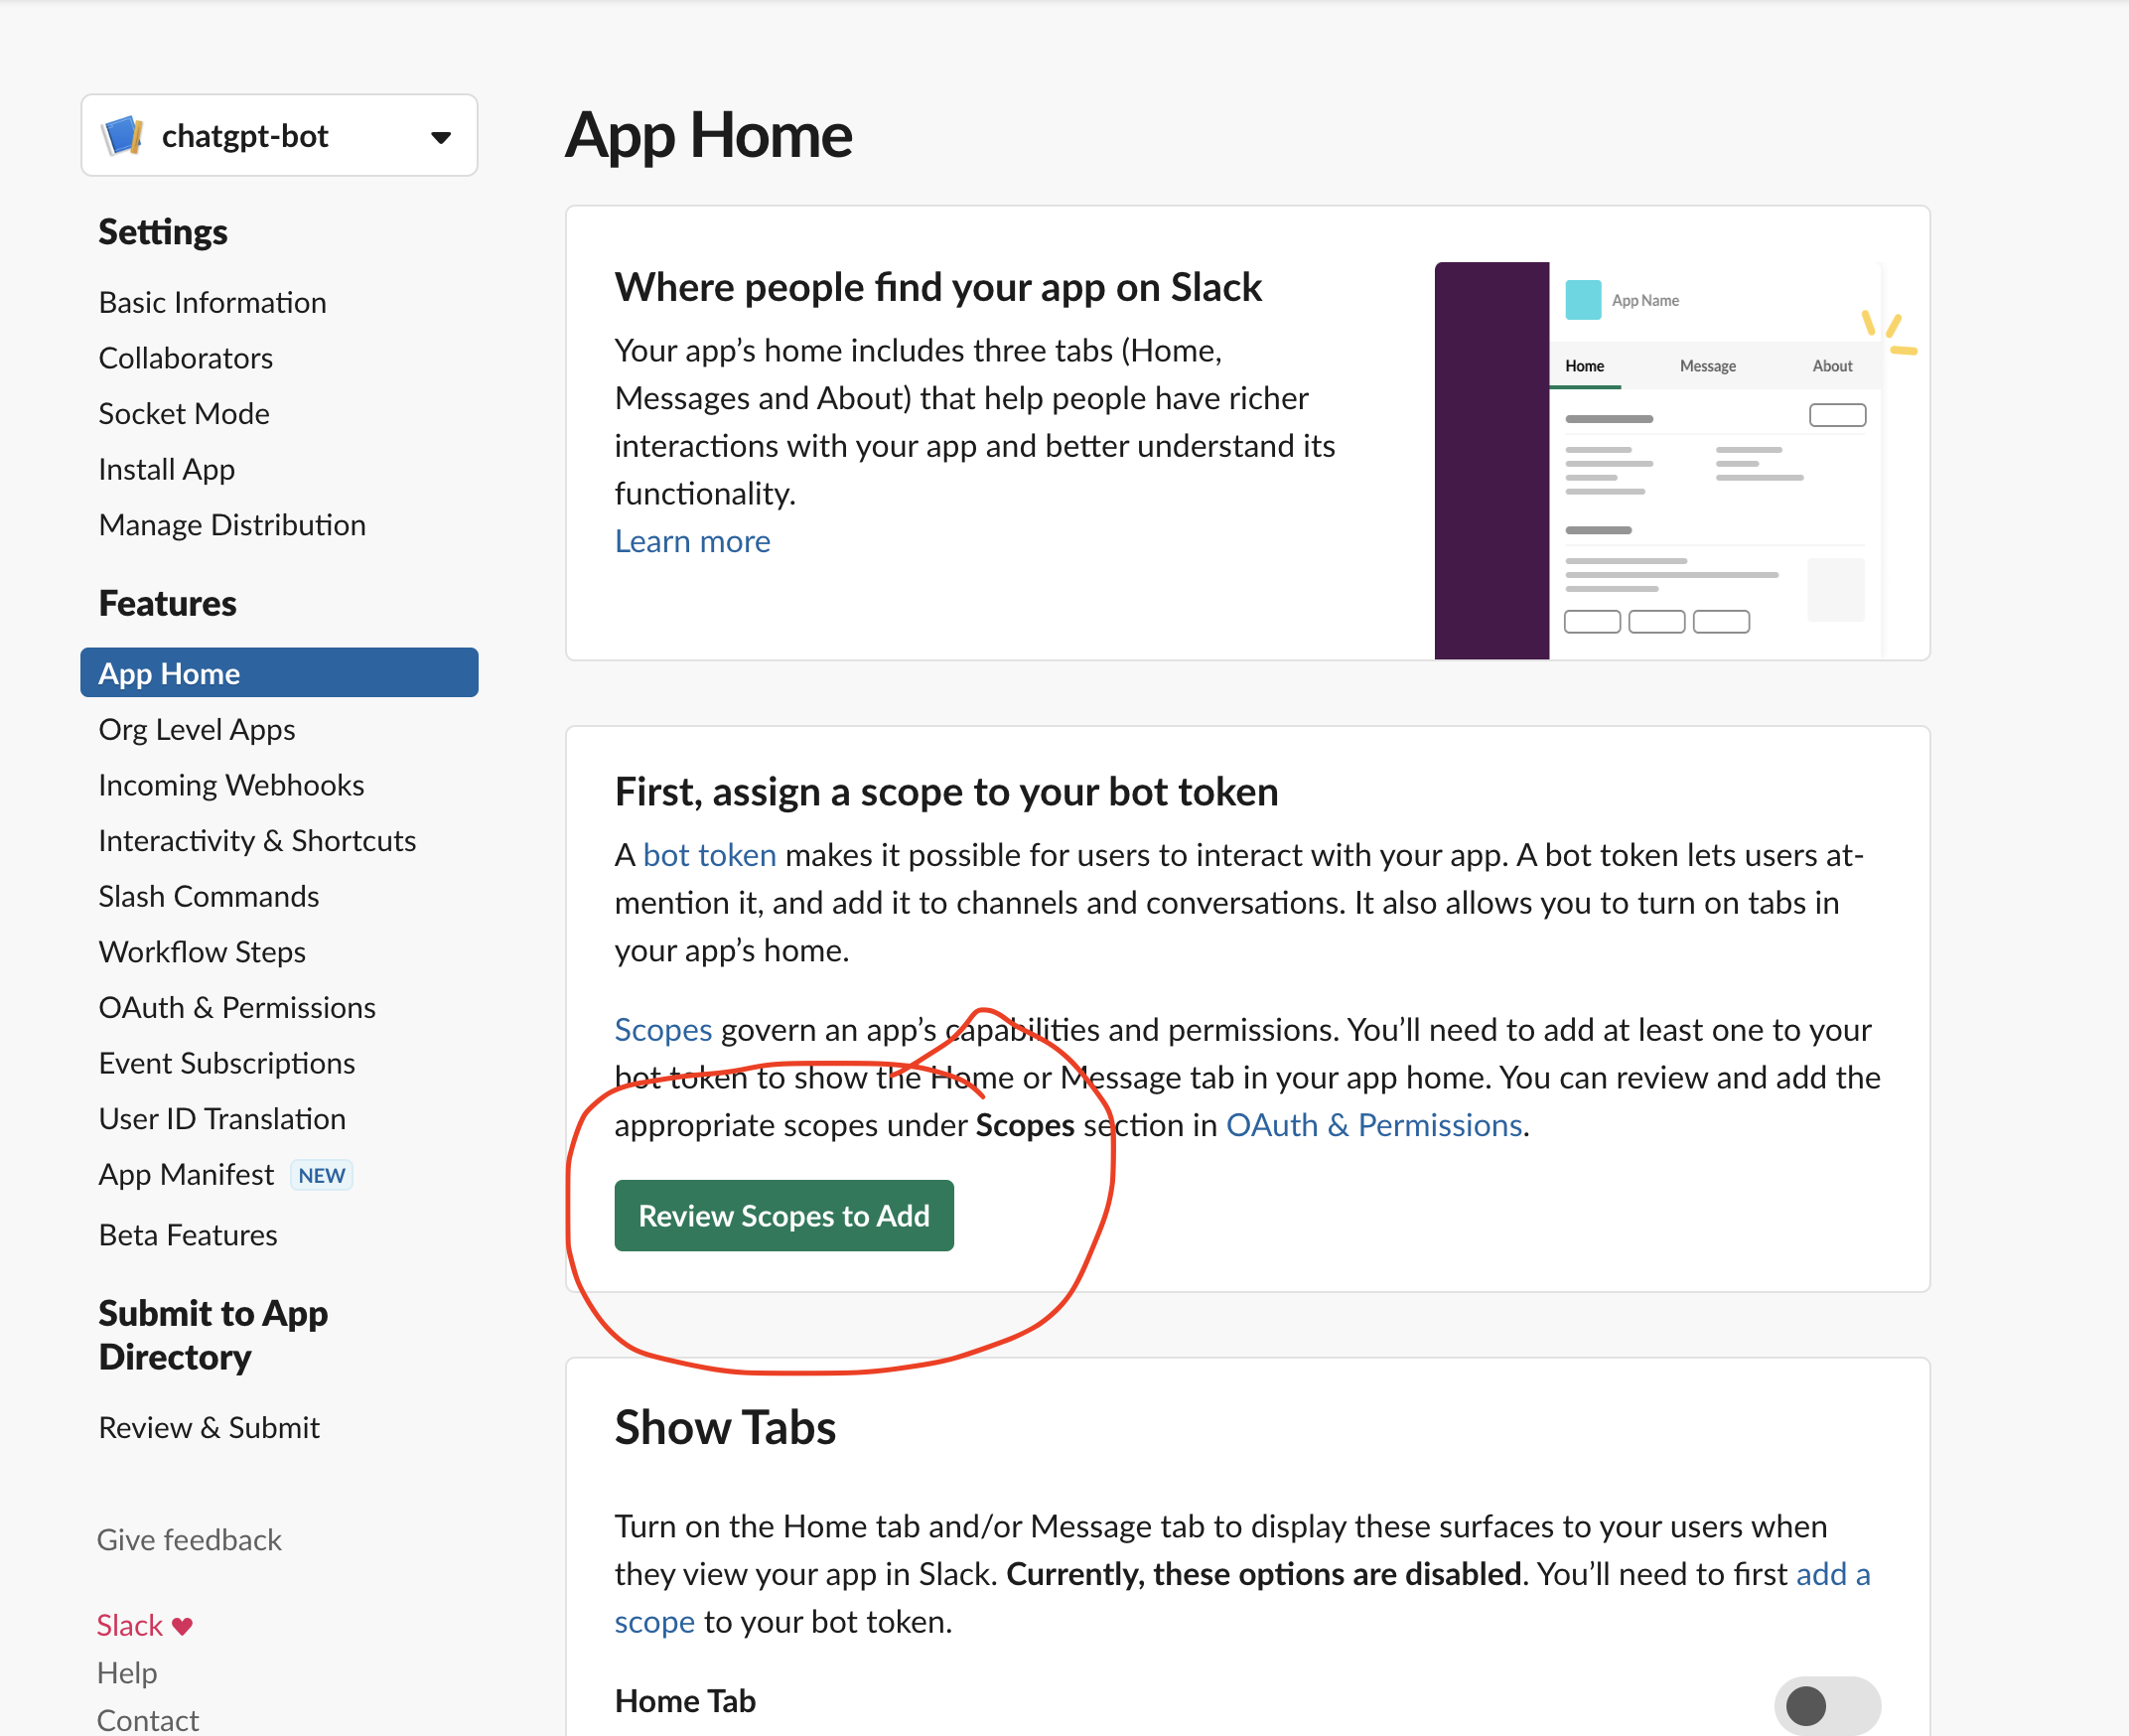 chatgpt-bot
Settings
Basic Information
Collaborators
Socket Mode
Install App
Manage Distribution
Features
App Home
Org Level Apps
Incoming Webhooks
Interactivity & Shortcuts
Slash Commands
Workflow Steps
OAuth & Permissions
Event Subscriptions
User ID Translation
App Manifest NEW
Beta Features
Submit to App
Directory
Review & Submit
Give feedback
Slack ♥
Help
Contact
App Home
Where people find your app on Slack
Your app’s home includes three tabs (Home,
Messages and About) that help people have richer
interactions with your app and better understand its
functionality.
Learn more
App Name
Home Message About
First, assign a scope to your bot token
A bot token makes it possible for users to interact with your app. A bot token lets users at-
mention it, and add it to channels and conversations. It also allows you to turn on tabs in
your app’s home.
Scopes govern an app’s capabilities and permissions. You’ll need to add at least one to your
bot token to show the Home or Message tab in your app home. You can review and add the
appropriate scopes under Scopes section in OAuth & Permissions.
Review Scopes to Add
Show Tabs
Turn on the Home tab and/or Message tab to display these surfaces to your users when
they view your app in Slack. Currently, these options are disabled. You’ll need to first add a
scope to your bot token.
Home Tab